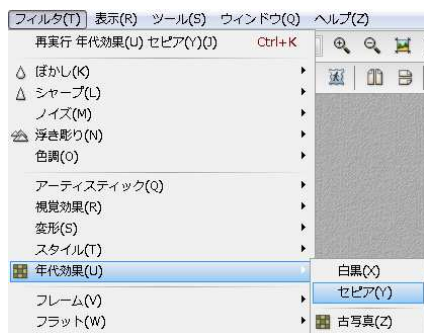 フィルタ(T) 表示(R) ツール(S) ウィンドウ(Q) ヘルプ(Z)
再実行 年代効果(U) セピア(Y)(J) Ctrl+K
ぼかし(K)
シャープ(L)
ノイズ(M)
浮き彫り(N)
色調(O)
アーティスティック(Q)
視覚効果(R)
変形(S)
スタイル(T)
年代効果(U)
白黒(X)
セピア(Y)
フレーム(V)
フラット(W)
古写真(Z)